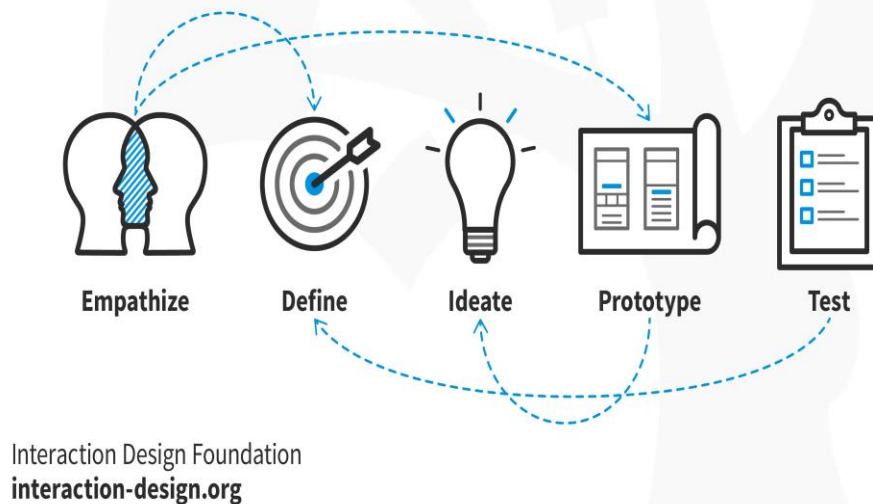 Empathize
Define
Ideate
Prototype
Test
Interaction Design Foundation
interaction-design.org